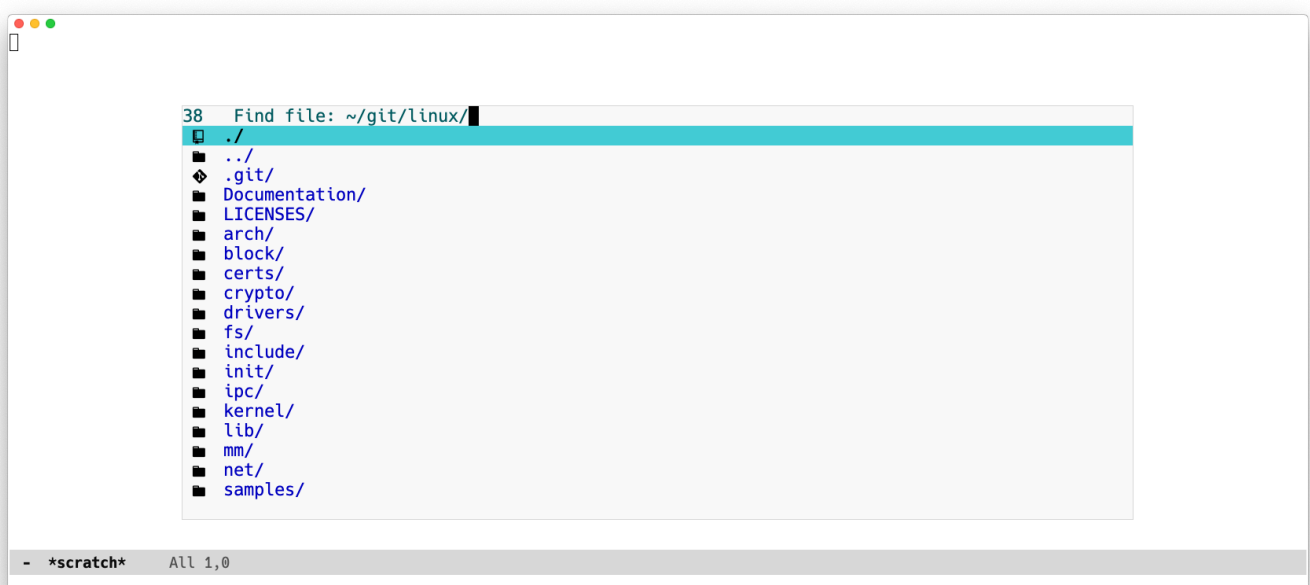 38 Find file: ~/git/linux/
./
../
.git/
Documentation/
LICENSES/
arch/
block/
certs/
crypto/
drivers/
fs/
include/
init/
ipc/
kernel/
lib/
mm/
net/
samples/
- *scratch* All 1,0